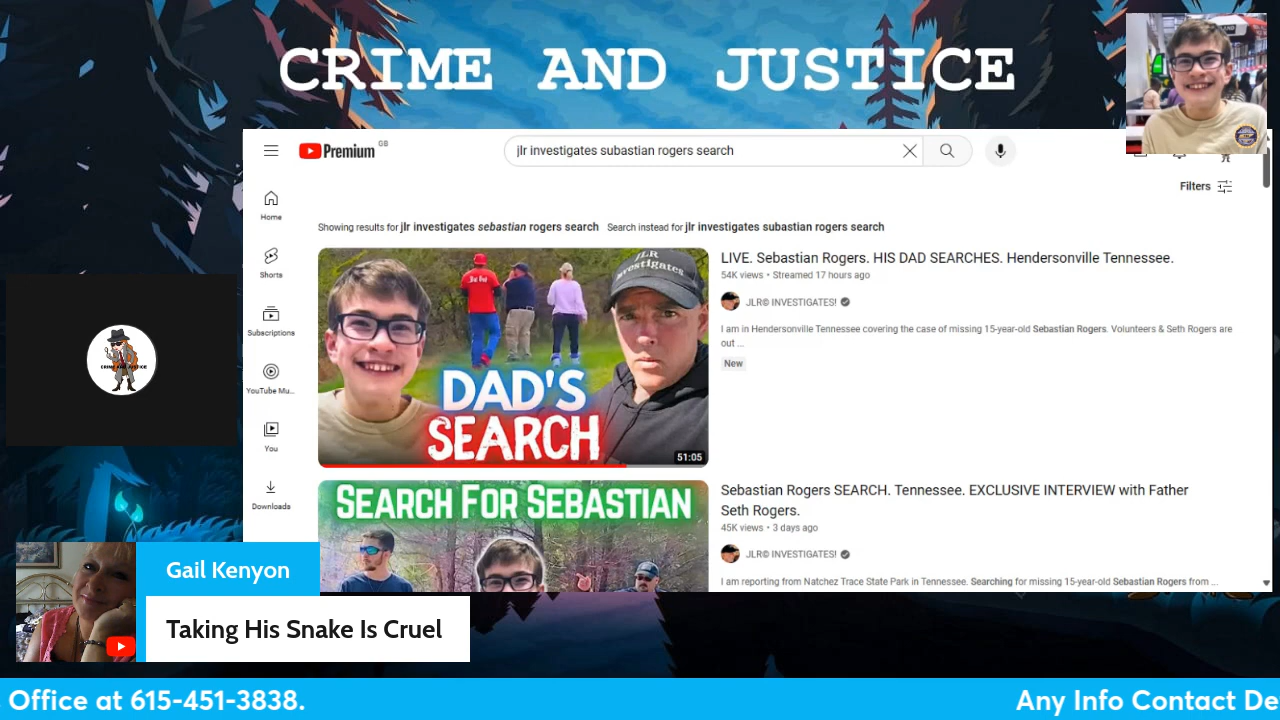 CRIME AND JUSTICE
Premium GB
jlr investigates subastian rogers search
Filters
Home
Shorts
Subscriptions
YouTube Mu...
You
Downloads
Showing results for jlr investigates sebastian rogers search Search instead for jlr investigates subastian rogers search
JLR
Investigates
DAD'S
SEARCH
51:05
LIVE. Sebastian Rogers. HIS DAD SEARCHES. Hendersonville Tennessee.
54K views • Streamed 17 hours ago
JLR© INVESTIGATES!
I am in Hendersonville Tennessee covering the case of missing 15-year-old Sebastian Rogers. Volunteers & Seth Rogers are
out ...
New
SEARCH FOR SEBASTIAN
Sebastian Rogers SEARCH. Tennessee. EXCLUSIVE INTERVIEW with Father
Seth Rogers.
45K views • 3 days ago
JLR© INVESTIGATES!
I am reporting from Natchez Trace State Park in Tennessee. Searching for missing 15-year-old Sebastian Rogers from ...
CRIME AND JUSTICE
Gail Kenyon
Taking His Snake Is Cruel
Office at 615-451-3838.
Any Info Contact De